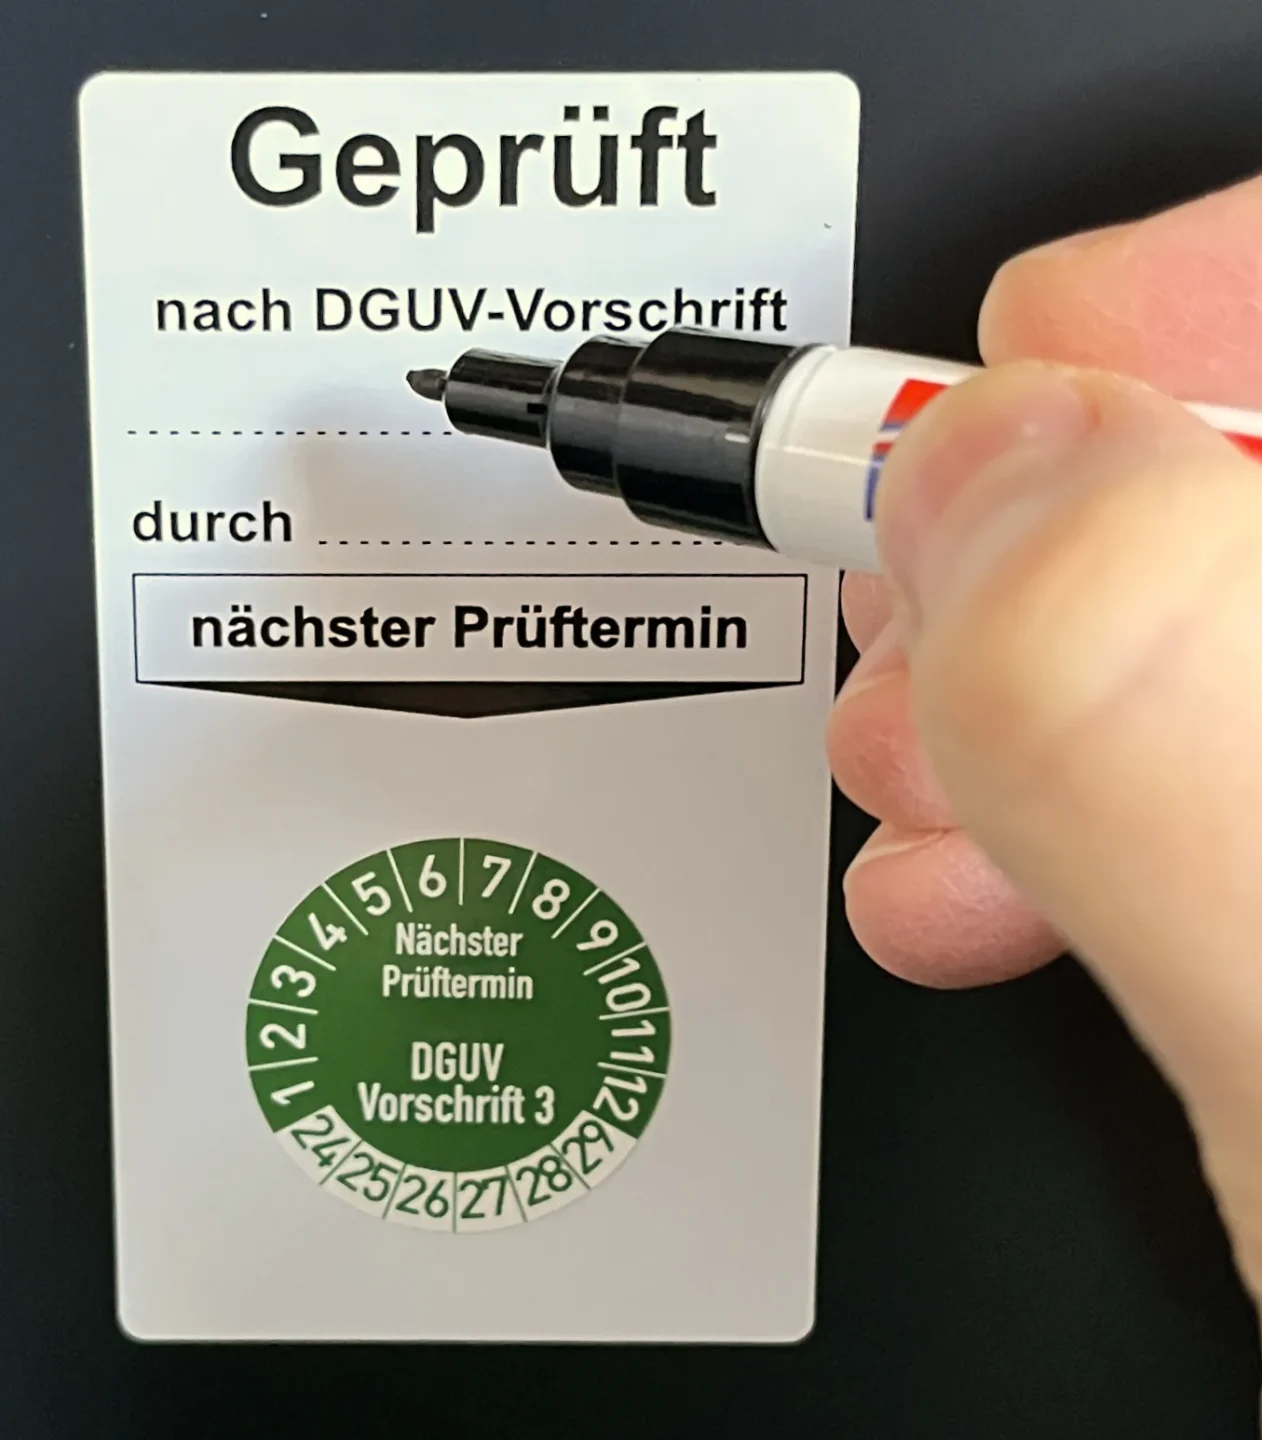 Geprüft
nach DGUV-Vorschrift
durch
nächster Prüftermin
1 2 3 4 5 6 7 8 9 10 11 12
Nächster
Prüftermin
DGUV
Vorschrift 3
24 25 26 27 28 29